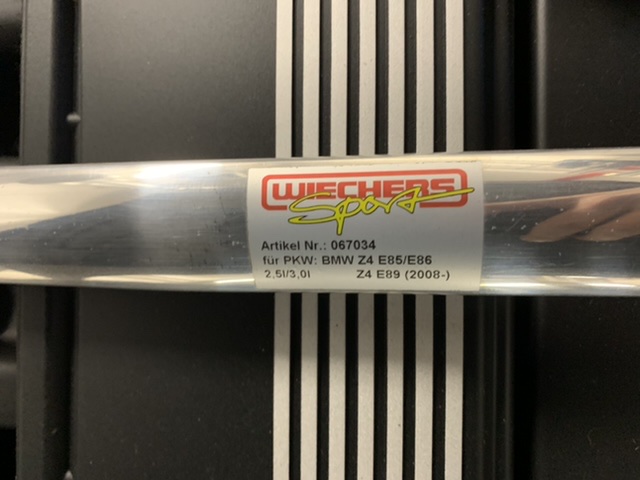 WIECHERS
Sport
Artikel Nr.: 067034
für PKW: BMW Z4 E85/E86
2,5l/3,0l Z4 E89 (2008-)